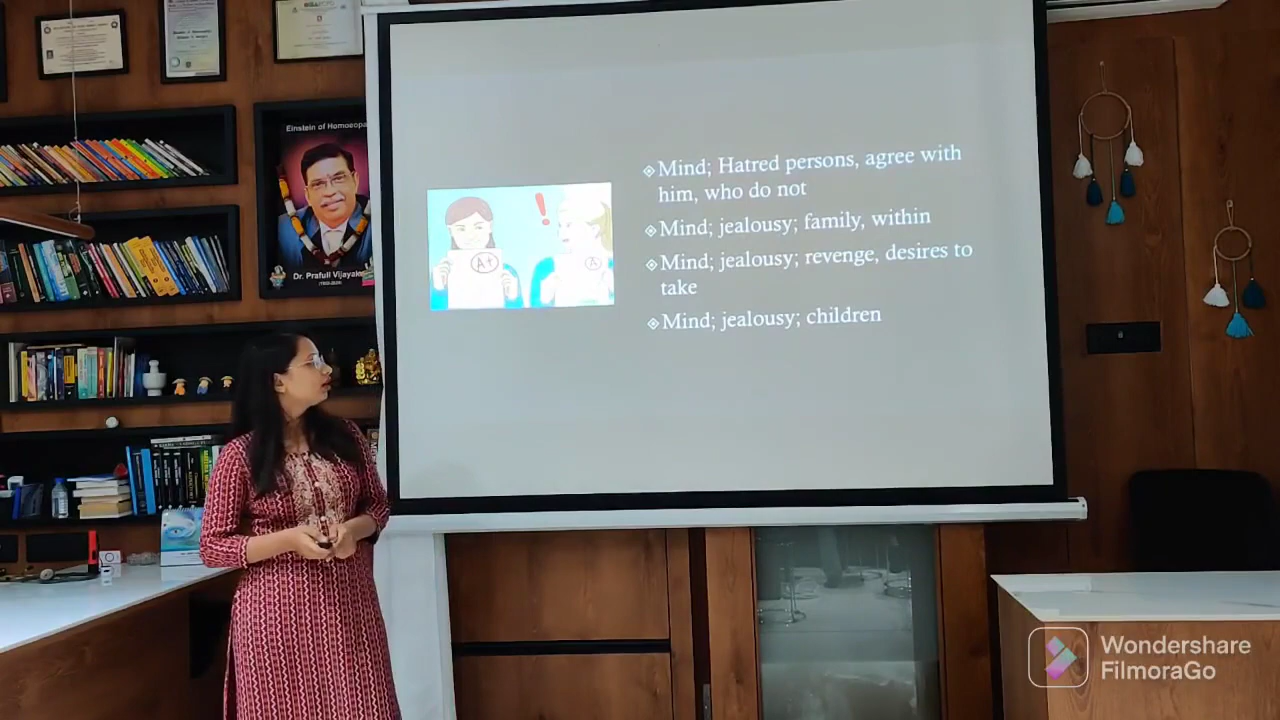 Einstein of Homoeopa
Dr. Prafull Vijayak
Mind; Hatred persons, agree with
him, who do not
Mind; jealousy; family, within
Mind; jealousy; revenge, desires to
take
Mind; jealousy; children
A+
A
Wondershare
FilmoraGo